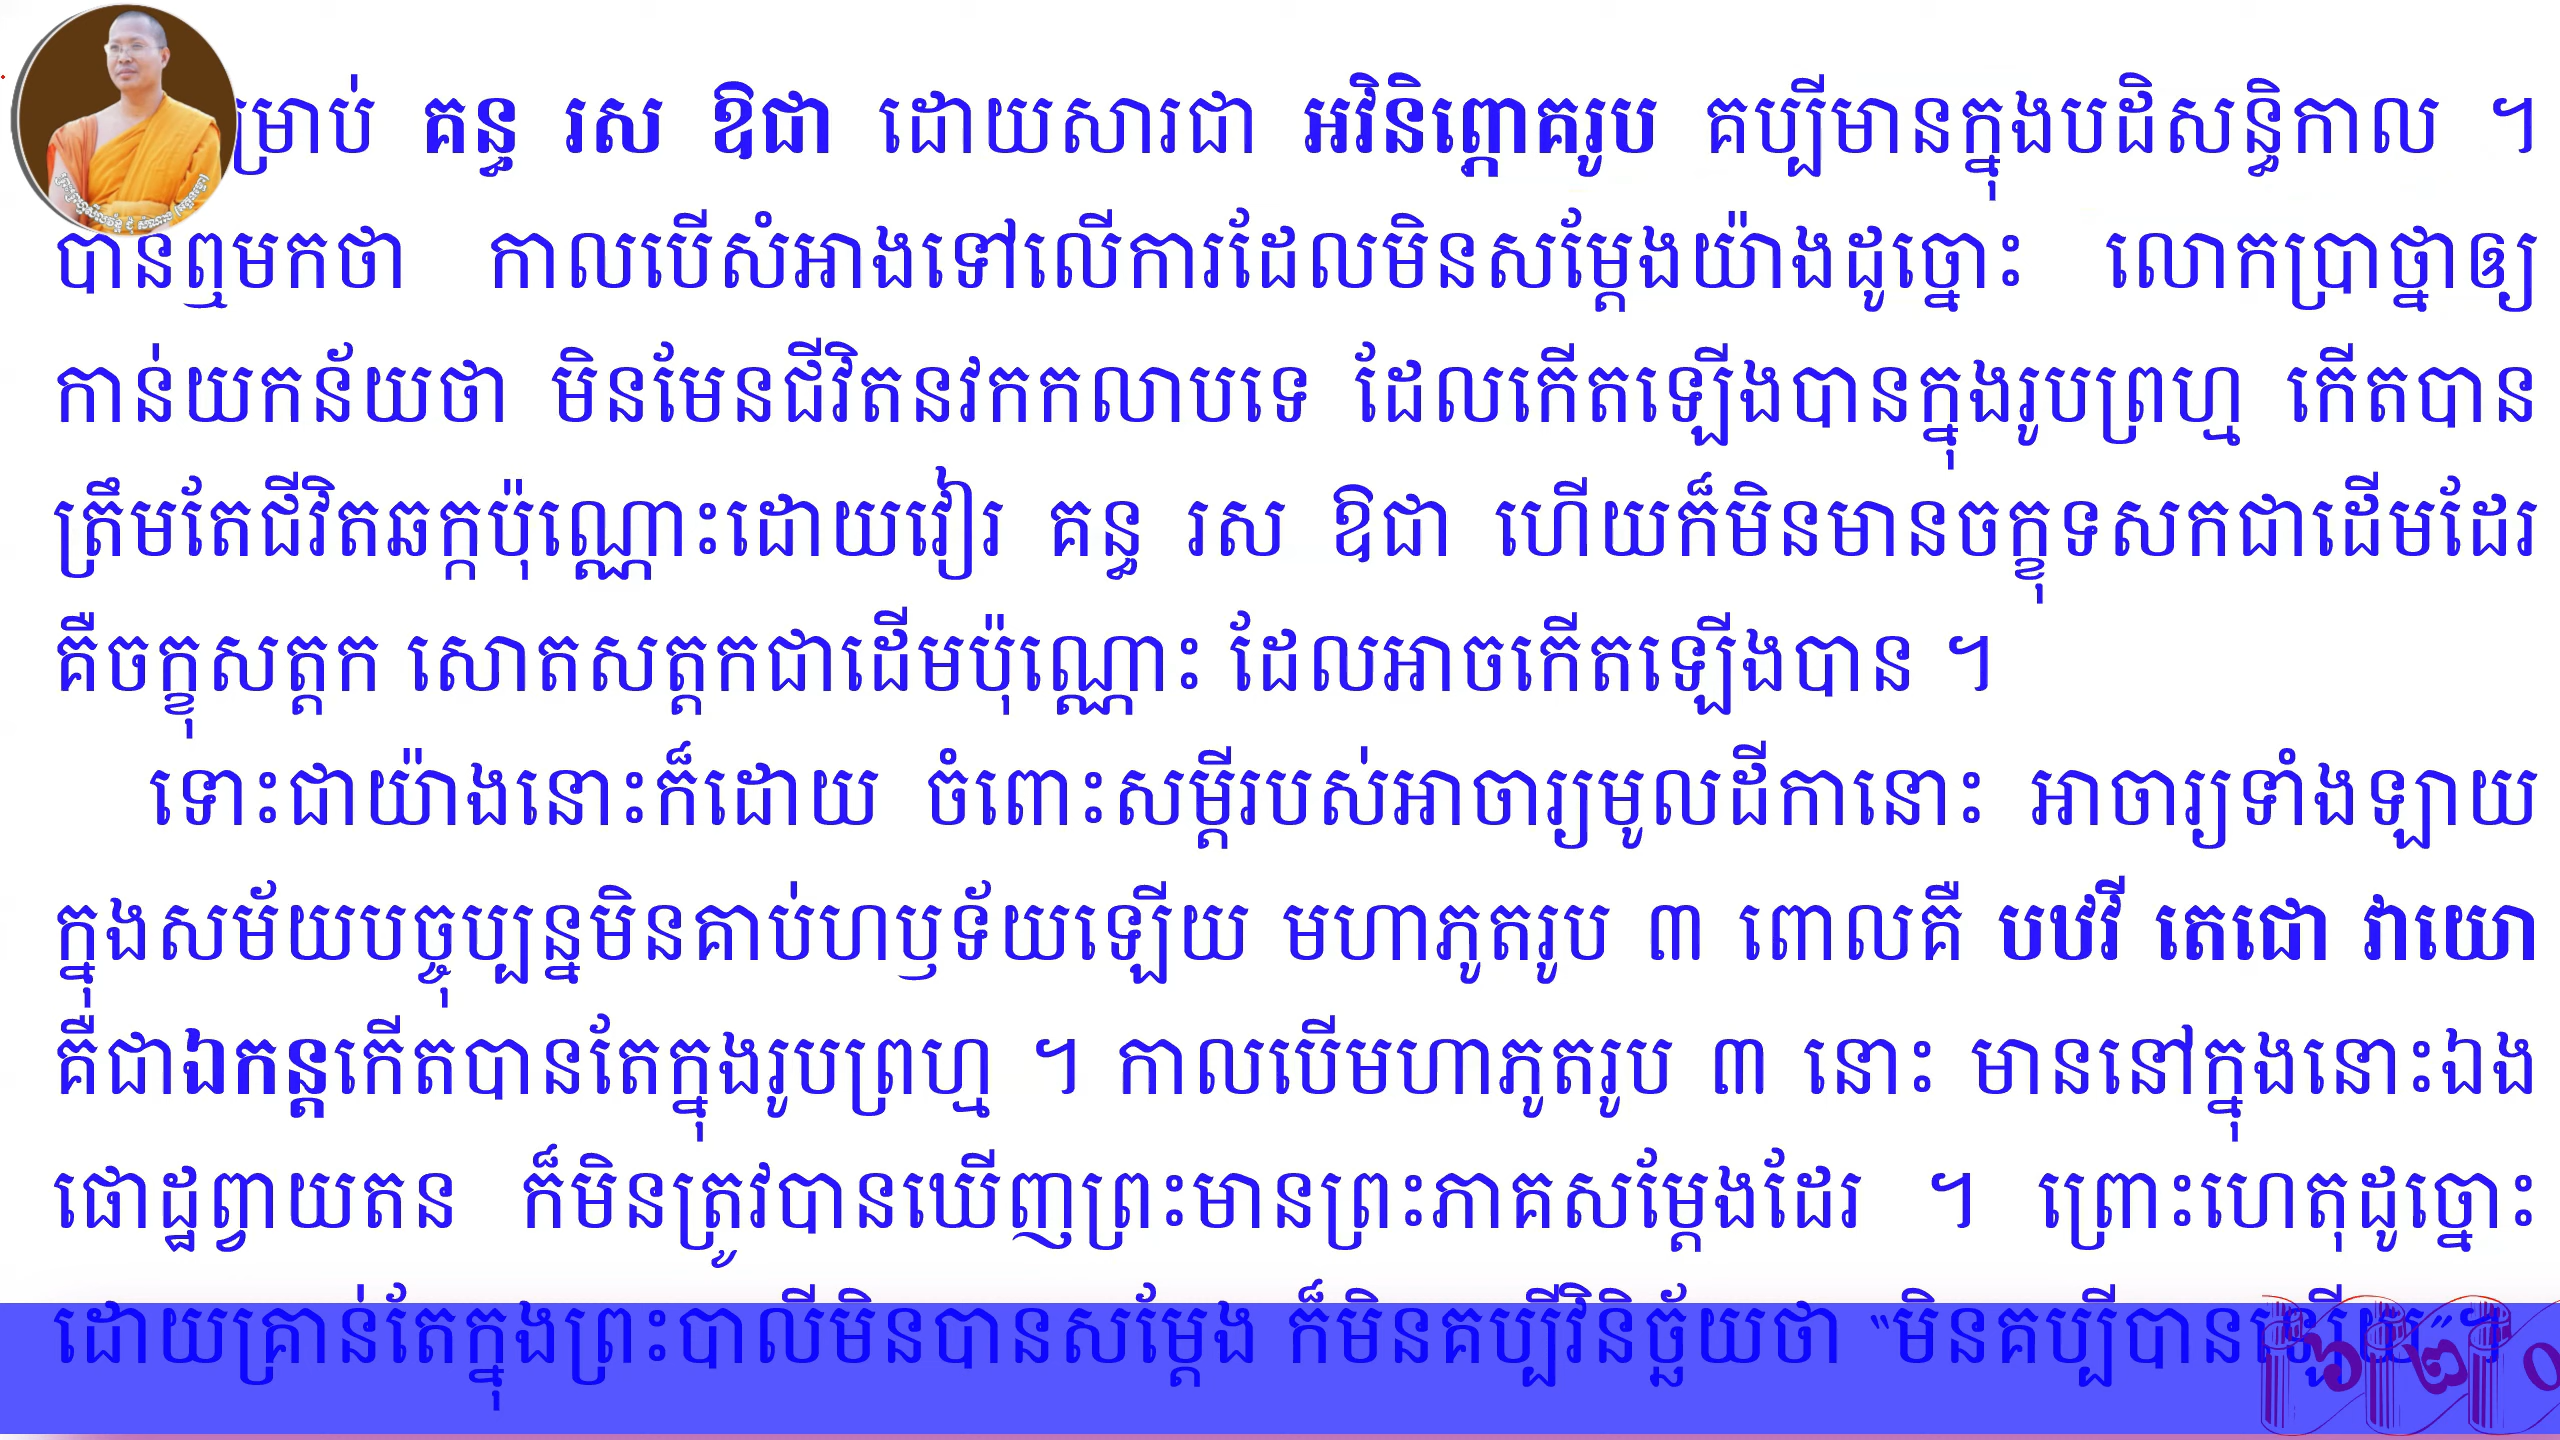 ម្រាប់ គន្ធ រស ឱជា ដោយសារជា អវិនិព្ភោគរូប គប្បីមានក្នុងបដិសន្ធិកាល ។
បានឮមកថា កាលបើសំអាងទៅលើការដែលមិនសម្ដែងយ៉ាងដូច្នោះ លោកប្រាថ្នាឲ្យ
កាន់យកន័យថា មិនមែនជីវិតនវកកលាបទេ ដែលកើតឡើងបានក្នុងរូបព្រហ្ម កើតបាន
ត្រឹមតែជីវិតឆក្កប៉ុណ្ណោះដោយវៀរ គន្ធ រស ឱជា ហើយក៏មិនមានចក្ខុទសកជាដើមដែរ
គឺចក្ខុសត្តក សោតសត្តកជាដើមប៉ុណ្ណោះ ដែលអាចកើតឡើងបាន ។
ទោះជាយ៉ាងនោះក៏ដោយ ចំពោះសម្ដីរបស់អាចារ្យមូលដីកានោះ អាចារ្យទាំងឡាយ
ក្នុងសម័យបច្ចុប្បន្នមិនគាប់ហឫទ័យឡើយ មហាភូតរូប ៣ ពោលគឺ បឋវី តេជោ វាយោ
គឺជាឯកន្តកើតបានតែក្នុងរូបព្រហ្ម ។ កាលបើមហាភូតរូប ៣ នោះ មាននៅក្នុងនោះឯង
ផោដ្ឋព្វាយតន ក៏មិនត្រូវបានឃើញព្រះមានព្រះភាគសម្ដែងដែរ ។ ព្រោះហេតុដូច្នោះ
ដោយគ្រាន់តែក្នុងព្រះបាលីមិនបានសម្ដែង ក៏មិនគប្បីវិនិច្ឆ័យថា “មិនគប្បីបានឡើយ”។